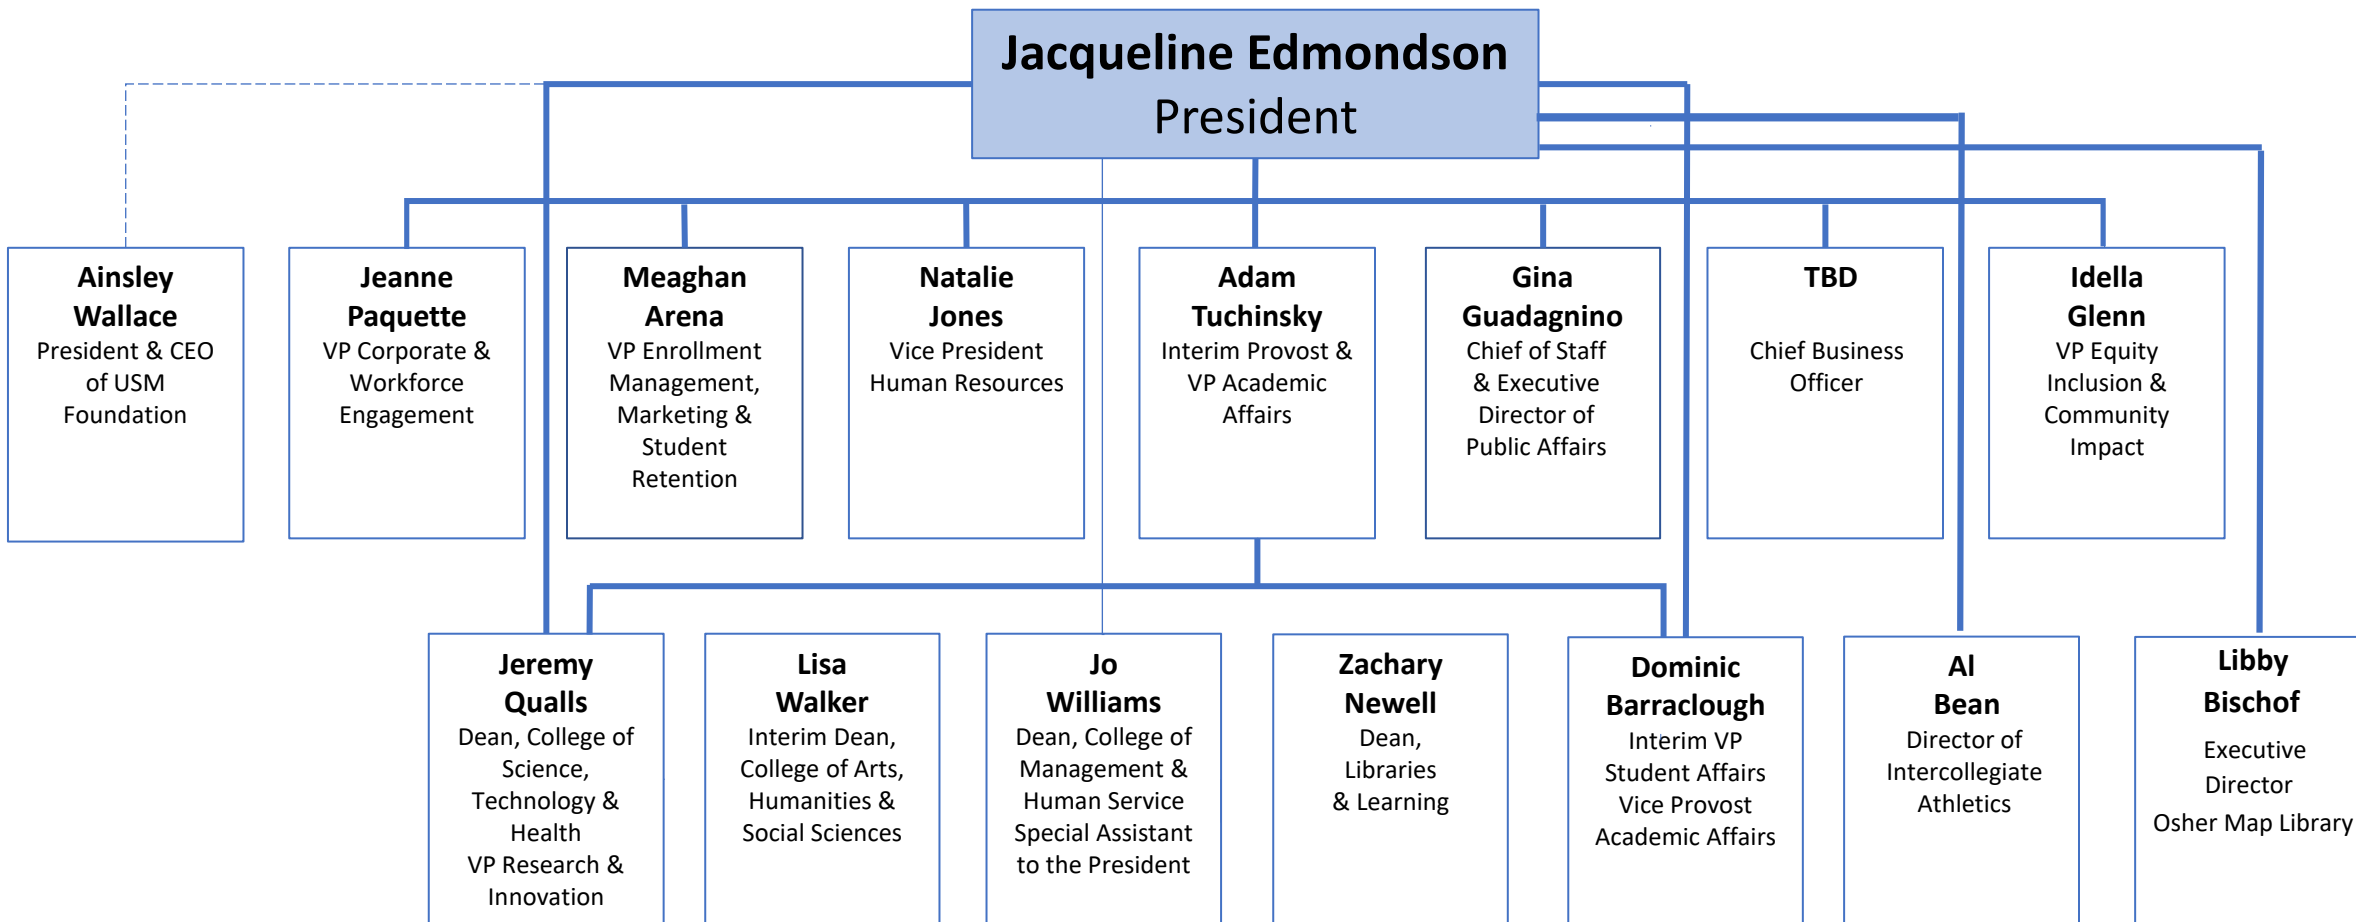 Jacqueline Edmondson
President
Ainsley
Wallace
President & CEO
of USM
Foundation
Jeanne
Paquette
VP Corporate &
Workforce
Engagement
Meaghan
Arena
VP Enrollment
Management,
Marketing &
Student
Retention
Natalie
Jones
Vice President
Human Resources
Adam
Tuchinsky
Interim Provost &
VP Academic
Affairs
Gina
Guadagnino
Chief of Staff
& Executive
Director of
Public Affairs
TBD
Chief Business
Officer
Idella
Glenn
VP Equity
Inclusion &
Community
Impact
Jeremy
Qualls
Dean, College of
Science,
Technology &
Health
VP Research &
Innovation
Lisa
Walker
Interim Dean,
College of Arts,
Humanities &
Social Sciences
Jo
Williams
Dean, College of
Management &
Human Service
Special Assistant
to the President
Zachary
Newell
Dean,
Libraries
& Learning
Dominic
Barraclough
Interim VP
Student Affairs
Vice Provost
Academic Affairs
Al
Bean
Director of
Intercollegiate
Athletics
Libby
Bischof
Executive
Director
Osher Map Library